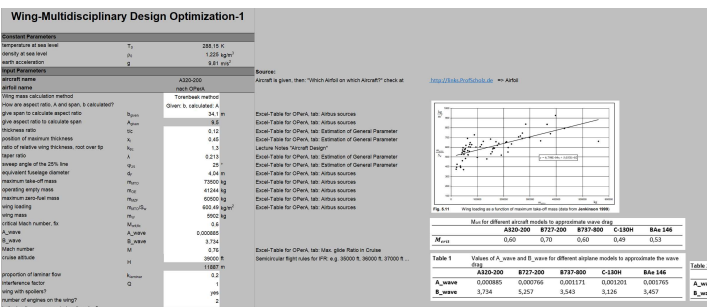 Wing-Multidisciplinary Design Optimization-1
Constant Parameters
temperature at sea level T₀ 288,15 K
density at sea level ρ₀ 1,225 kg/m³
earth acceleration g 9,81 m/s²
Input Parameters Source:
aircraft name A320-200 Aircraft is given, then: "Which Airfoil on which Aircraft?" check at http://links.ProfScholz.de => Airfoil
airfoil name nach OPerA
Wing mass calculation method Torenbeek method
How are aspect ratio, A and span, b calculated? Given: b, calculated: A
give span to calculate aspect ratio 34,1 m Excel-Table for OPerA, tab: Airbus sources
give aspect ratio to calculate span 9,5 Excel-Table for OPerA, tab: Airbus sources
thickness ratio t/c 0,12 Excel-Table for OPerA, tab: Estimation of General Parameter
position of maximum thickness xt 0,45 Excel-Table for OPerA, tab: Estimation of General Parameter
ratio of relative wing thickness, root over tip 1,3 Lecture Notes "Aircraft Design"
taper ratio λ 0,213 Excel-Table for OPerA, tab: Estimation of General Parameter
sweep angle of the 25% line φ25 25 ° Excel-Table for OPerA, tab: Estimation of General Parameter
equivalent fuselage diameter 4,04 m Excel-Table for OPerA, tab: Airbus sources
maximum take-off mass mMTO 73500 kg Excel-Table for OPerA, tab: Airbus sources
operating empty mass mOE 41244 kg Excel-Table for OPerA, tab: Airbus sources
maximum zero-fuel mass 60500 kg Excel-Table for OPerA, tab: Airbus sources
wing loading mMTO/SW 600,49 kg/m² Excel-Table for OPerA, tab: Airbus sources
wing mass 5902 kg
critical Mach number, fix 0,6
A_wave A_wave 0,000885
B_wave B_wave 3,734
Mach number M 0,76 Excel-Table for OPerA, tab: Max. glide Ratio in Cruise
cruise altitude H 39000 ft Semicircular flight rules for IFR: e.g. 35000 ft, 36000 ft, 37000 ft ...
11887 m
proportion of laminar flow 0,2
interference factor Q 1
wing with spoilers? yes
number of engines on the wing? 2
Fig. 5.11 Wing loading as a function of maximum take-off mass (data from Jenkinson 1999)
for different aircraft models to approximate wave drag
A320-200 B727-200 B737-800 C-130H BAe 146
Mcrit 0,60 0,70 0,60 0,49 0,53
Table 1 Values of A_wave and B_wave for different airplane models to approximate the wave drag
A320-200 B727-200 B737-800 C-130H BAe 146
A_wave 0,000885 0,000766 0,001171 0,001201 0,001765
B_wave 3,734 5,257 3,543 3,126 3,457
Table